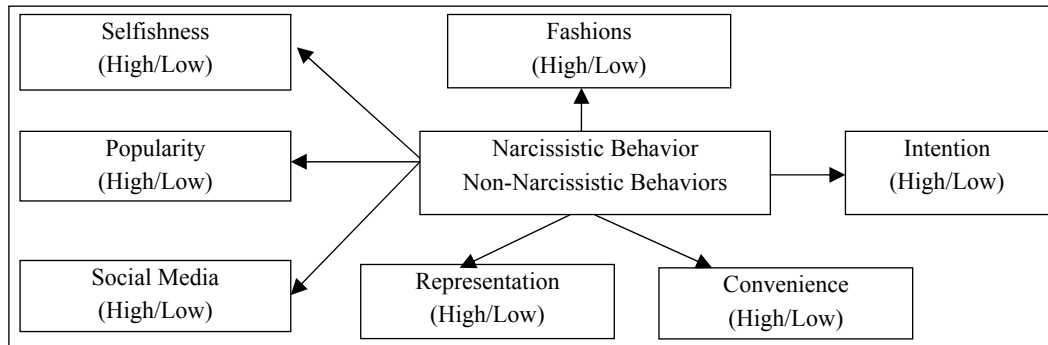 Selfishness
(High/Low)
Fashions
(High/Low)
Popularity
(High/Low)
Narcissistic Behavior
Non-Narcissistic Behaviors
Intention
(High/Low)
Social Media
(High/Low)
Representation
(High/Low)
Convenience
(High/Low)